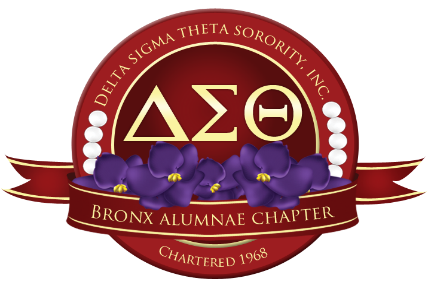 DELTA SIGMA THETA SORORITY, INC.
ΔΣΘ
BRONX ALUMNAE CHAPTER
CHARTERED 1968